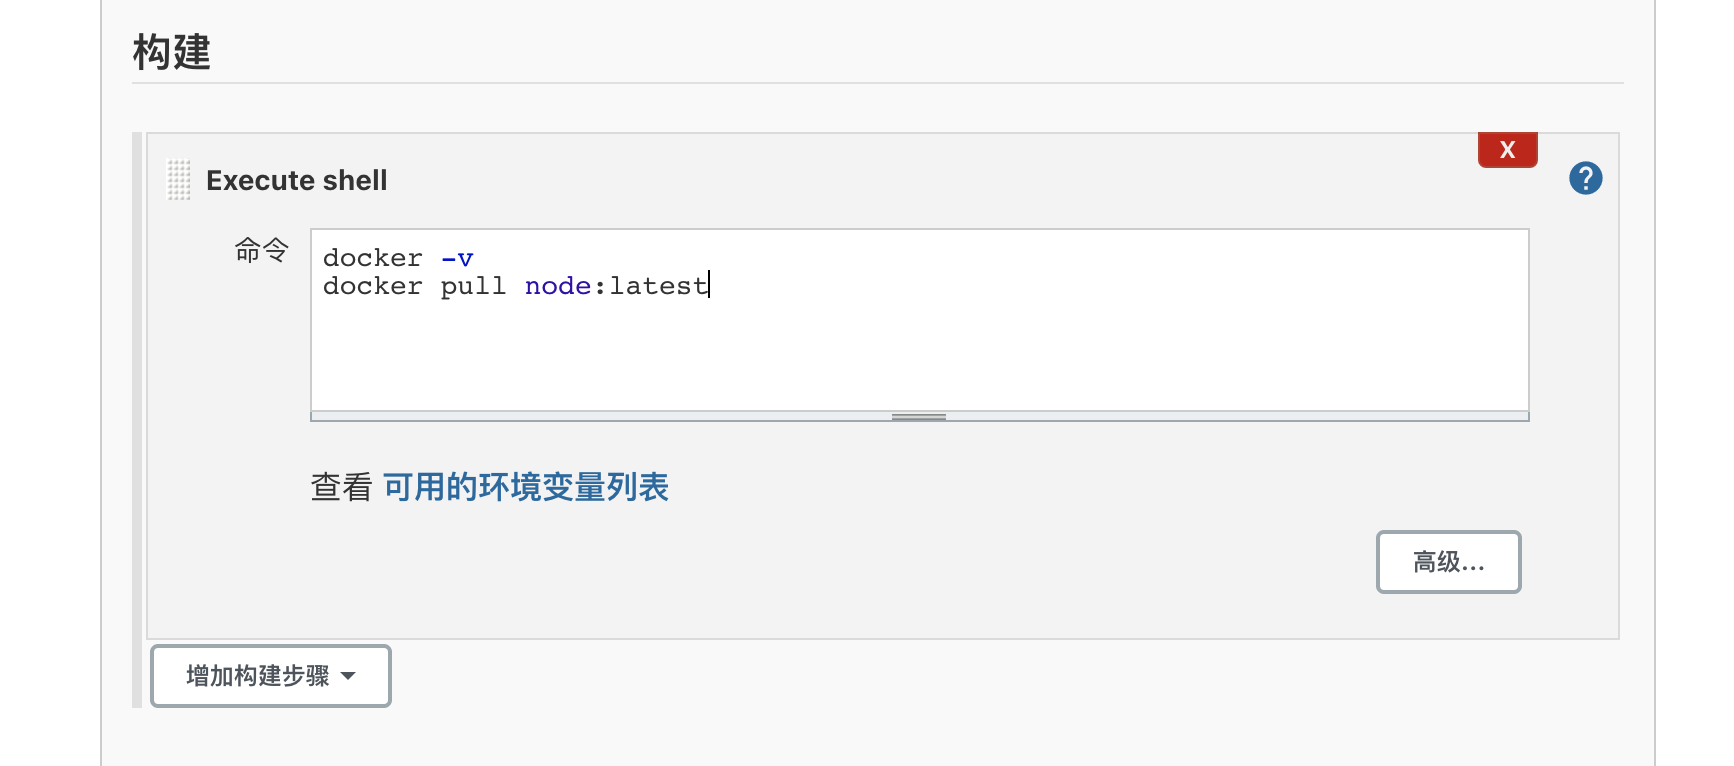 构建
X
Execute shell
?
命令
docker -v
docker pull node:latest
查看 可用的环境变量列表
高级...
增加构建步骤